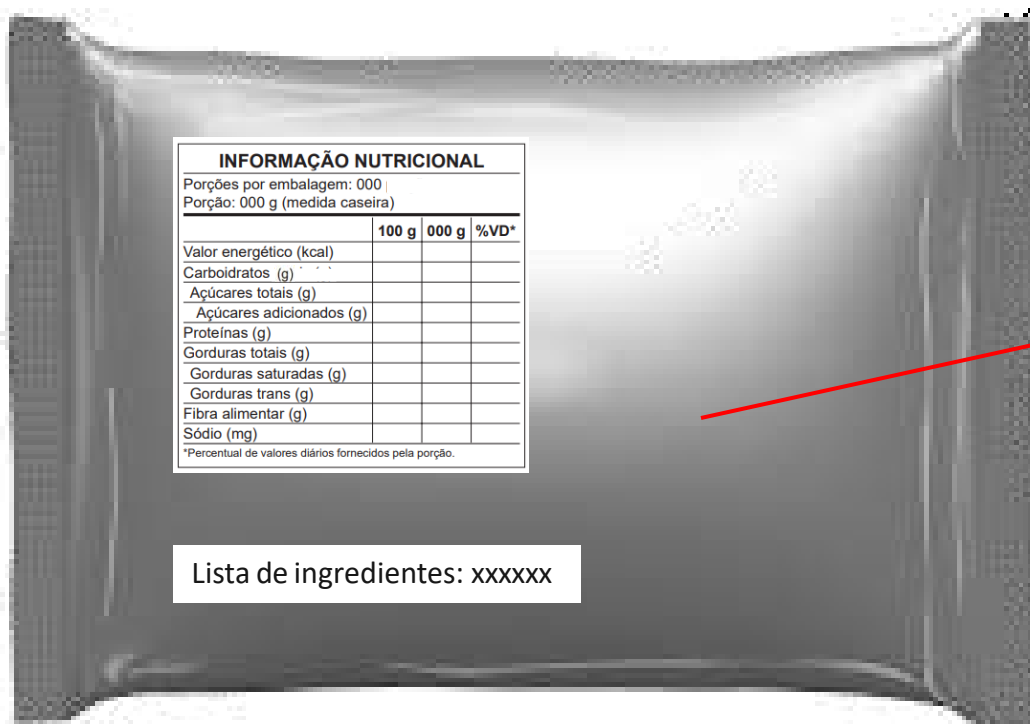 INFORMAÇÃO NUTRICIONAL
Porções por embalagem: 000
Porção: 000 g (medida caseira)
100 g 000 g %VD*
Valor energético (kcal)
Carboidratos (g)
Açúcares totais (g)
Açúcares adicionados (g)
Proteínas (g)
Gorduras totais (g)
Gorduras saturadas (g)
Gorduras trans (g)
Fibra alimentar (g)
Sódio (mg)
*Percentual de valores diários fornecidos pela porção.
Lista de ingredientes: xxxxxx